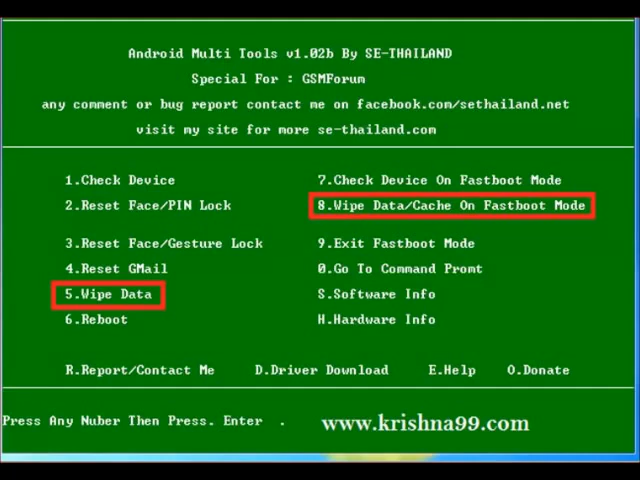 Android Multi Tools v1.02b By SE-THAILAND
Special For : GSMForum
any comment or bug report contact me on facebook.com/sethailand.net
visit my site for more se-thailand.com
1.Check Device
7.Check Device On Fastboot Mode
2.Reset Face/PIN Lock
8.Wipe Data/Cache On Fastboot Mode
3.Reset Face/Gesture Lock
9.Exit Fastboot Mode
4.Reset GMail
0.Go To Command Promt
5.Wipe Data
S.Software Info
6.Reboot
H.Hardware Info
R.Report/Contact Me D.Driver Download E.Help O.Donate
Press Any Nuber Then Press. Enter .
www.krishna99.com